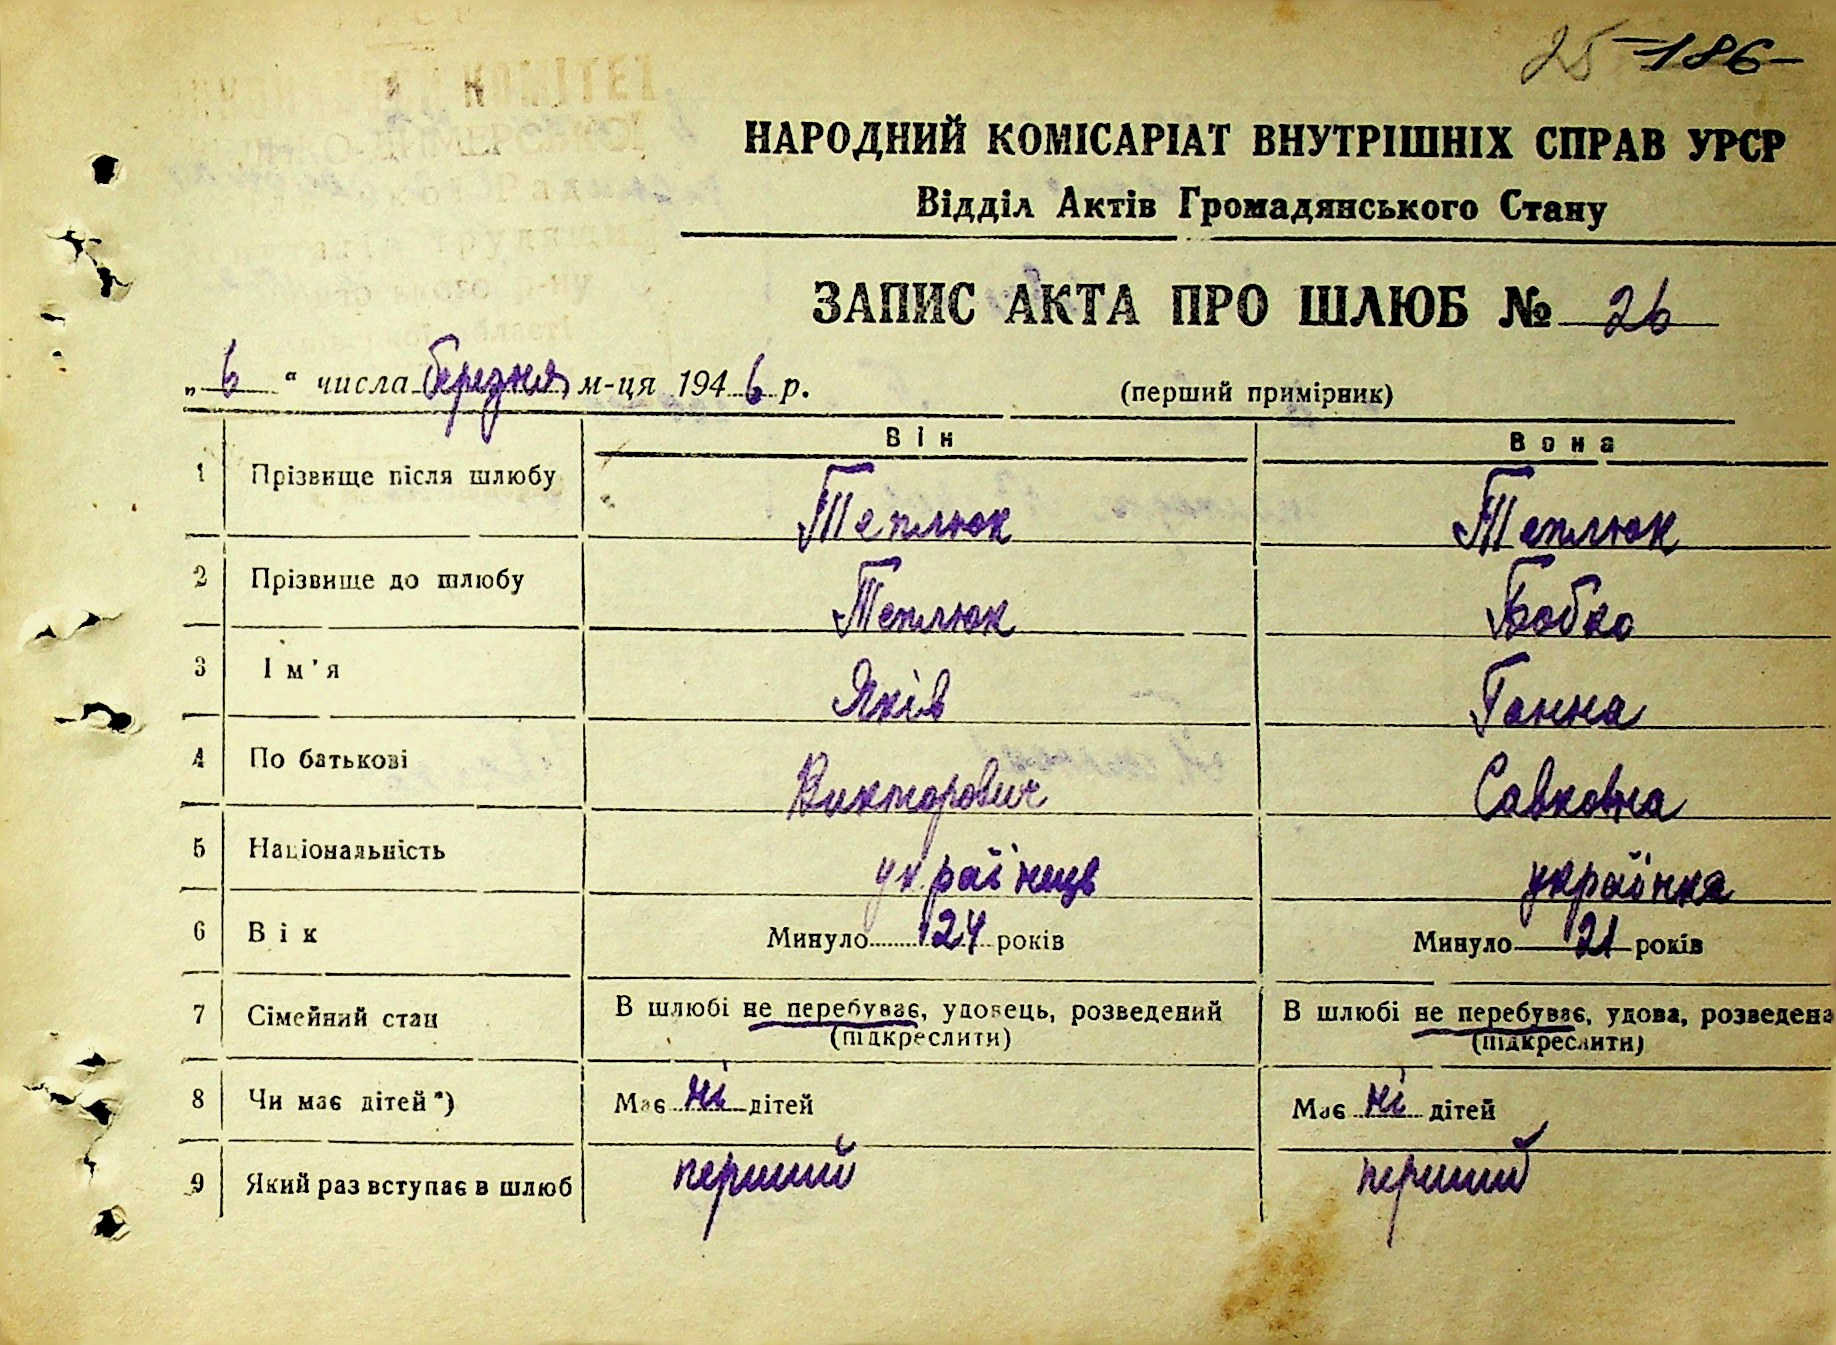 25 -186-
НАРОДНИЙ КОМІСАРІАТ ВНУТРІШНІХ СПРАВ УРСР
Відділ Актів Громадянського Стану
ЗАПИС АКТА ПРО ШЛЮБ № 26
„ 6 “ числа березня м-ця 1946 р. (перший примірник)
Він Вона
1 Прізвище після шлюбу Теплюк Теплюк
2 Прізвище до шлюбу Теплюк Бобко
3 Ім'я Яків Ганна
4 По батькові Викторович Савковна
5 Національність українець українка
6 Вік Минуло 24 років Минуло 21 років
7 Сімейний стан В шлюбі не перебуває, удовець, розведений В шлюбі не перебуває, удова, розведена
(підкреслити) (підкреслити)
8 Чи має дітей*) Має ні дітей Має ні дітей
9 Який раз вступає в шлюб перший перший